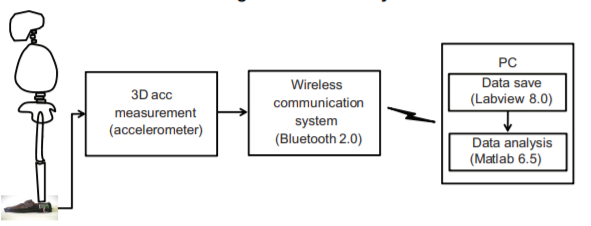 3D acc
measurement
(accelerometer)
Wireless
communication
system
(Bluetooth 2.0)
PC
Data save
(Labview 8.0)
Data analysis
(Matlab 6.5)